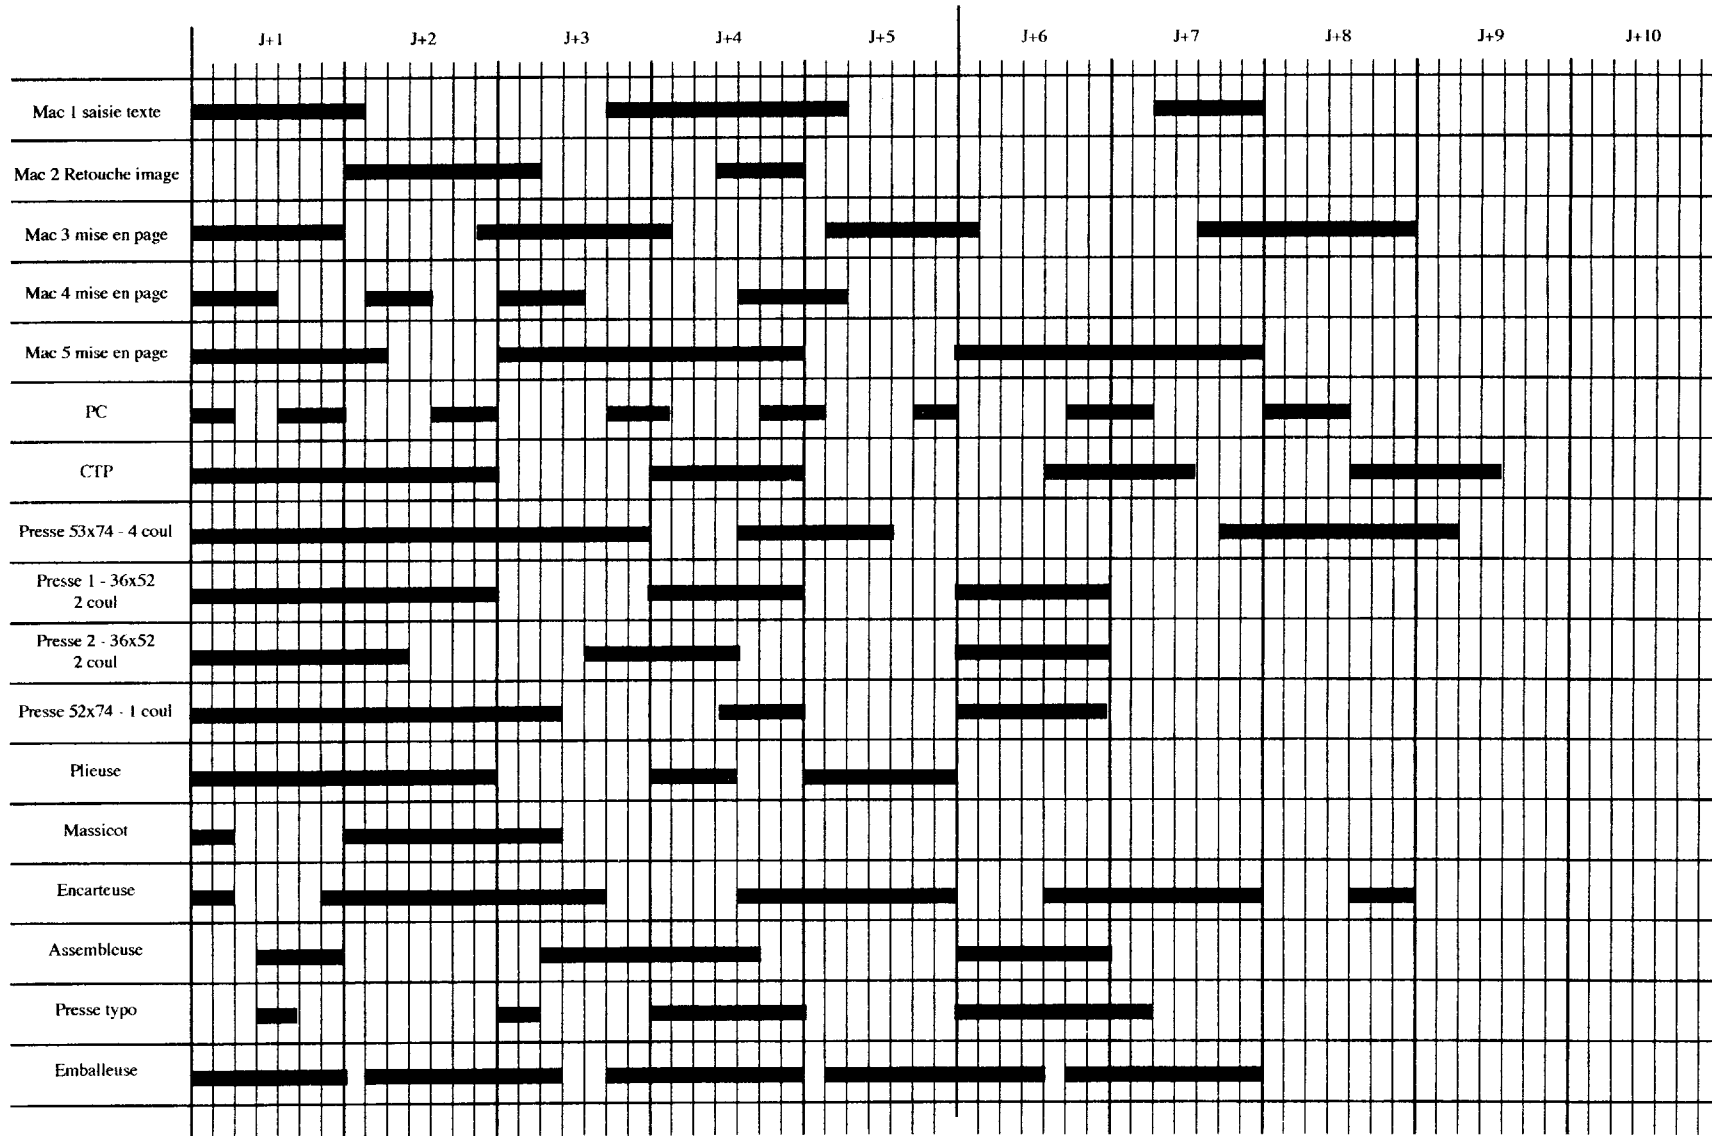 J+1 J+2 J+3 J+4 J+5 J+6 J+7 J+8 J+9 J+10
Mac 1 saisie texte
Mac 2 Retouche image
Mac 3 mise en page
Mac 4 mise en page
Mac 5 mise en page
PC
CTP
Presse 53x74 - 4 coul
Presse 1 - 36x52
2 coul
Presse 2 - 36x52
2 coul
Presse 52x74 - 1 coul
Plieuse
Massicot
Encarteuse
Assembleuse
Presse typo
Emballeuse